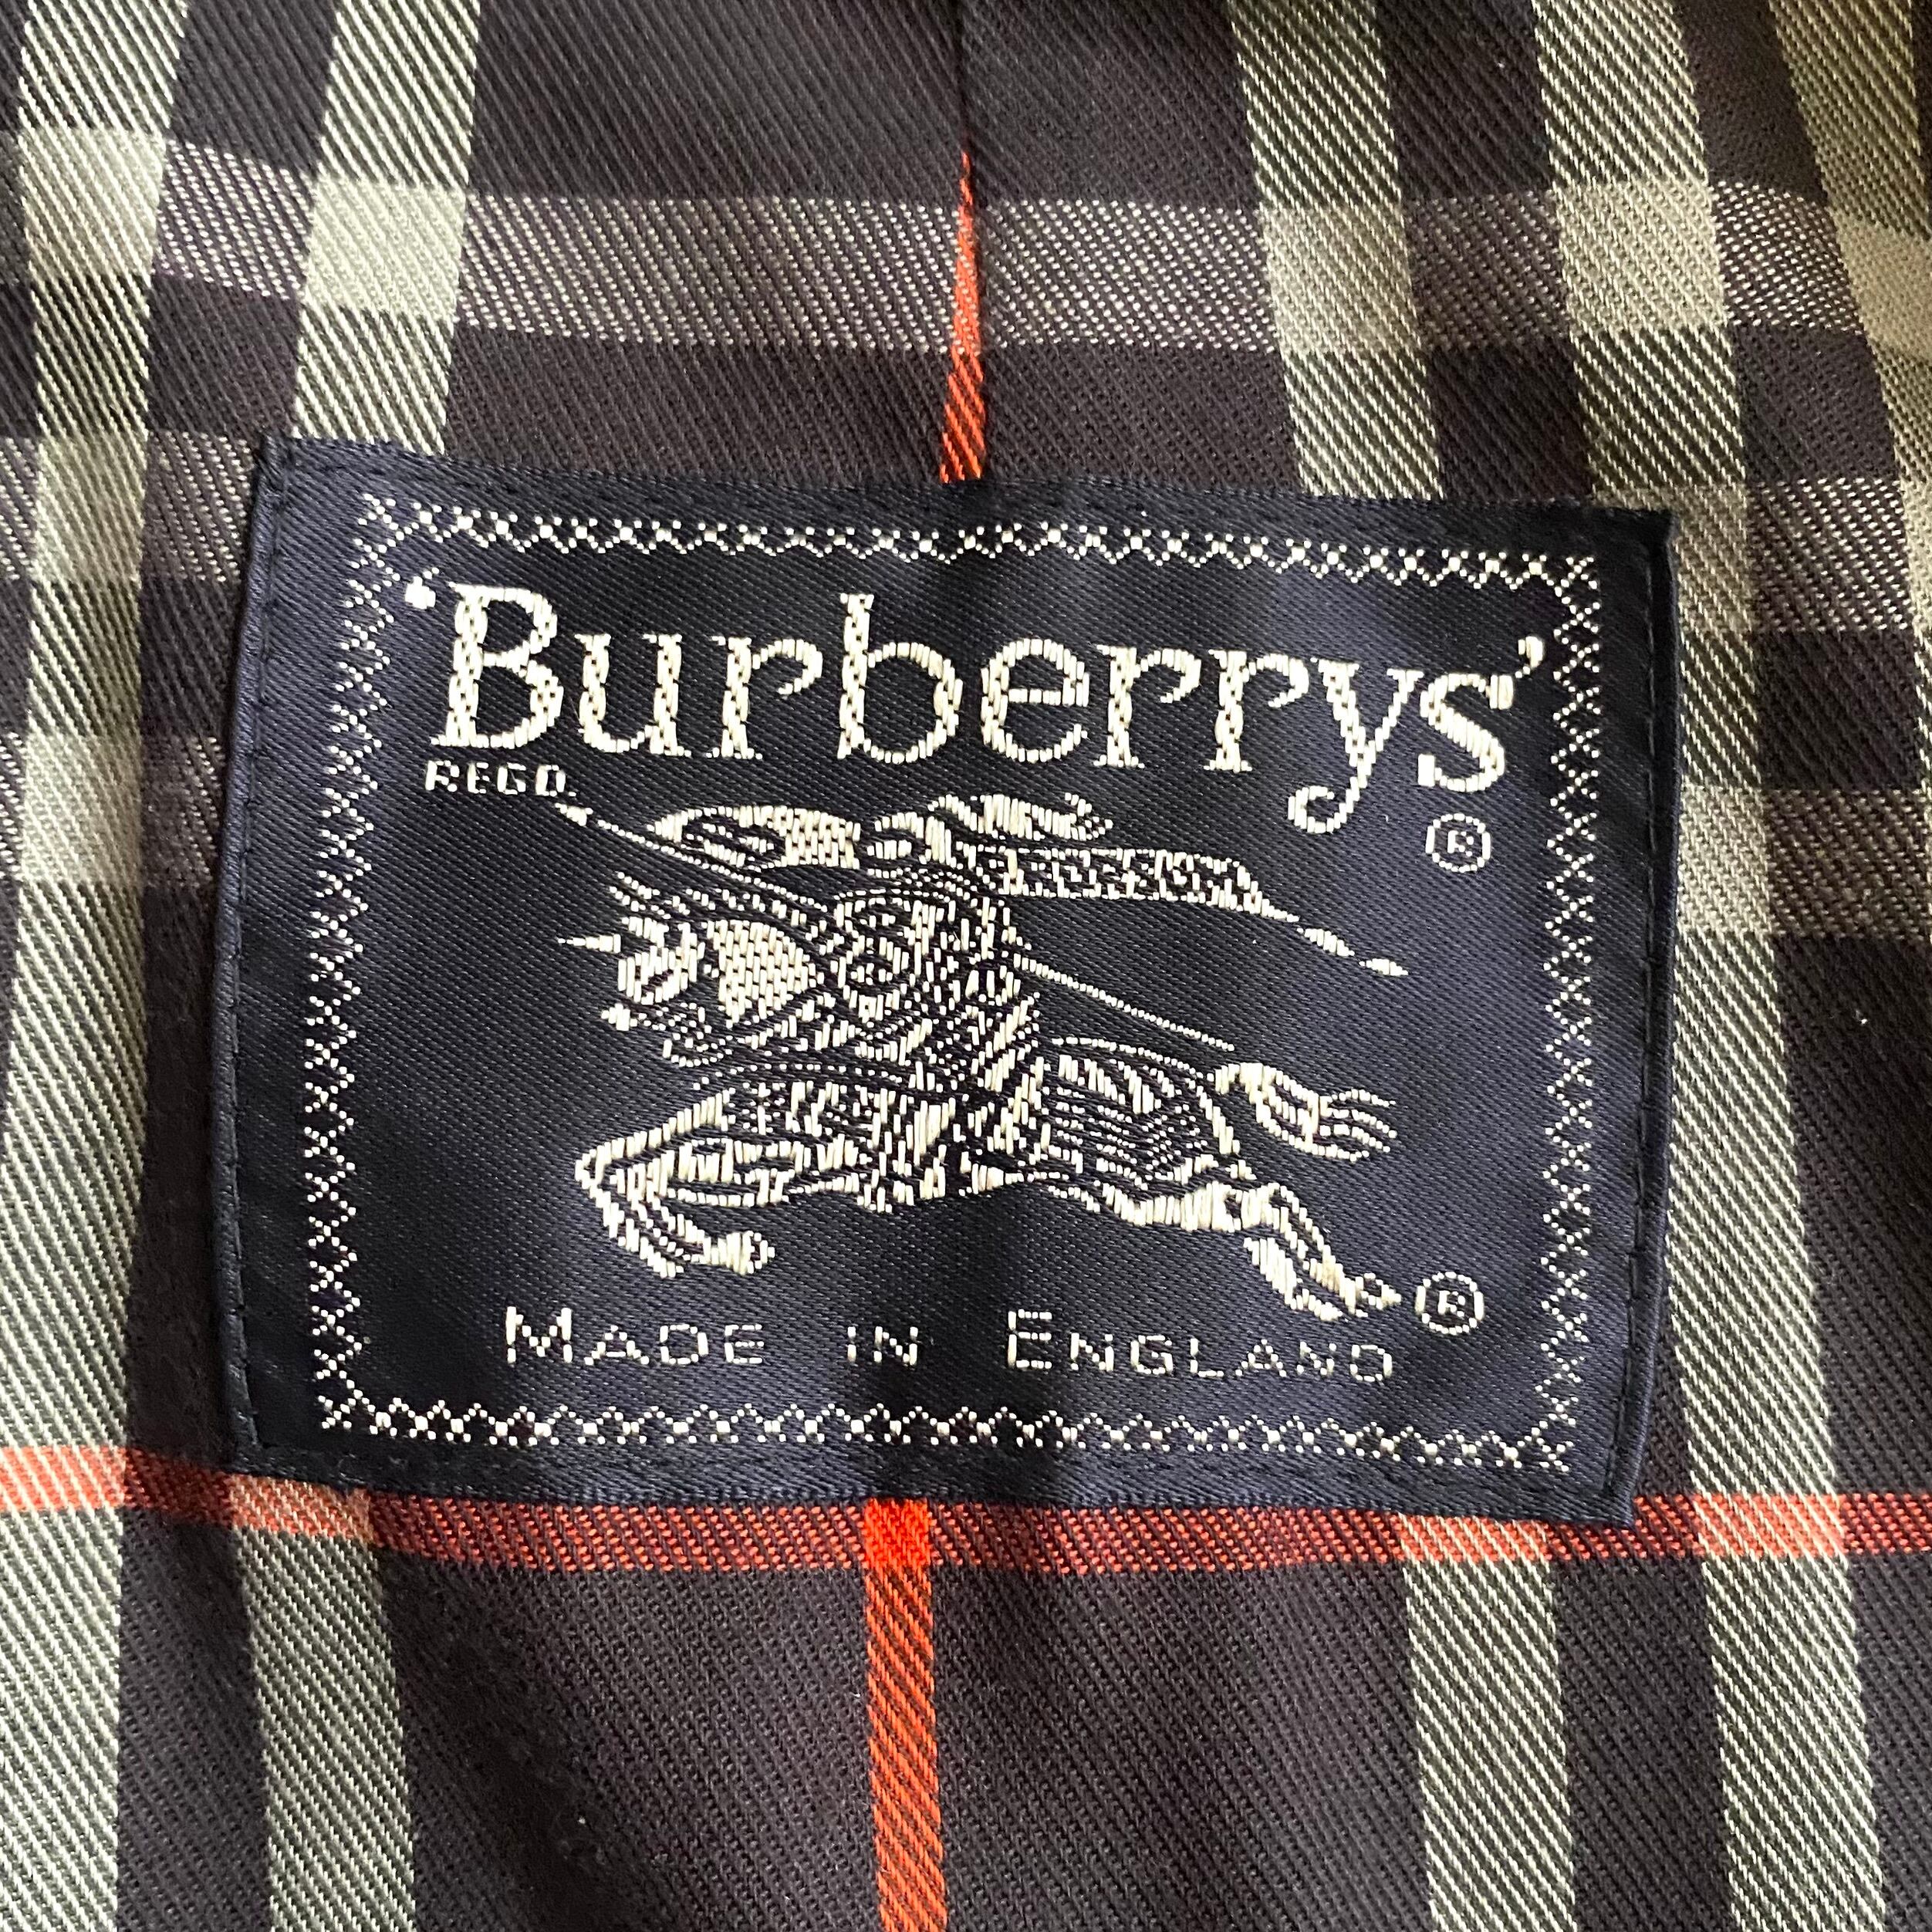 ‘Burberrys’
REGD.
®
®
MADE IN ENGLAND